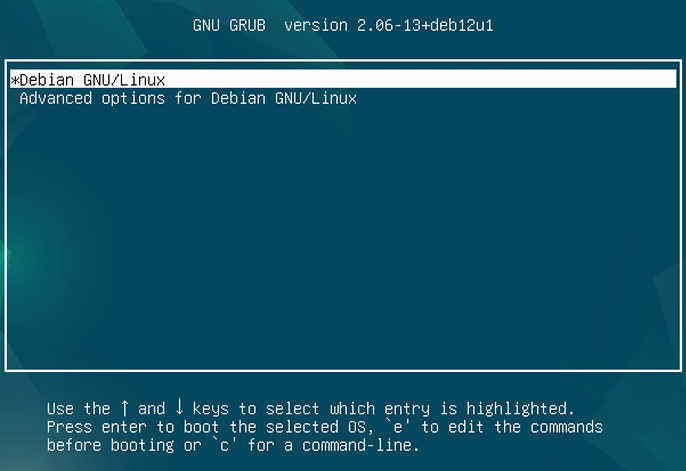 GNU GRUB  version 2.06-13+deb12u1
*Debian GNU/Linux
Advanced options for Debian GNU/Linux
Use the ↑ and ↓ keys to select which entry is highlighted.
Press enter to boot the selected OS, `e' to edit the commands
before booting or `c' for a command-line.